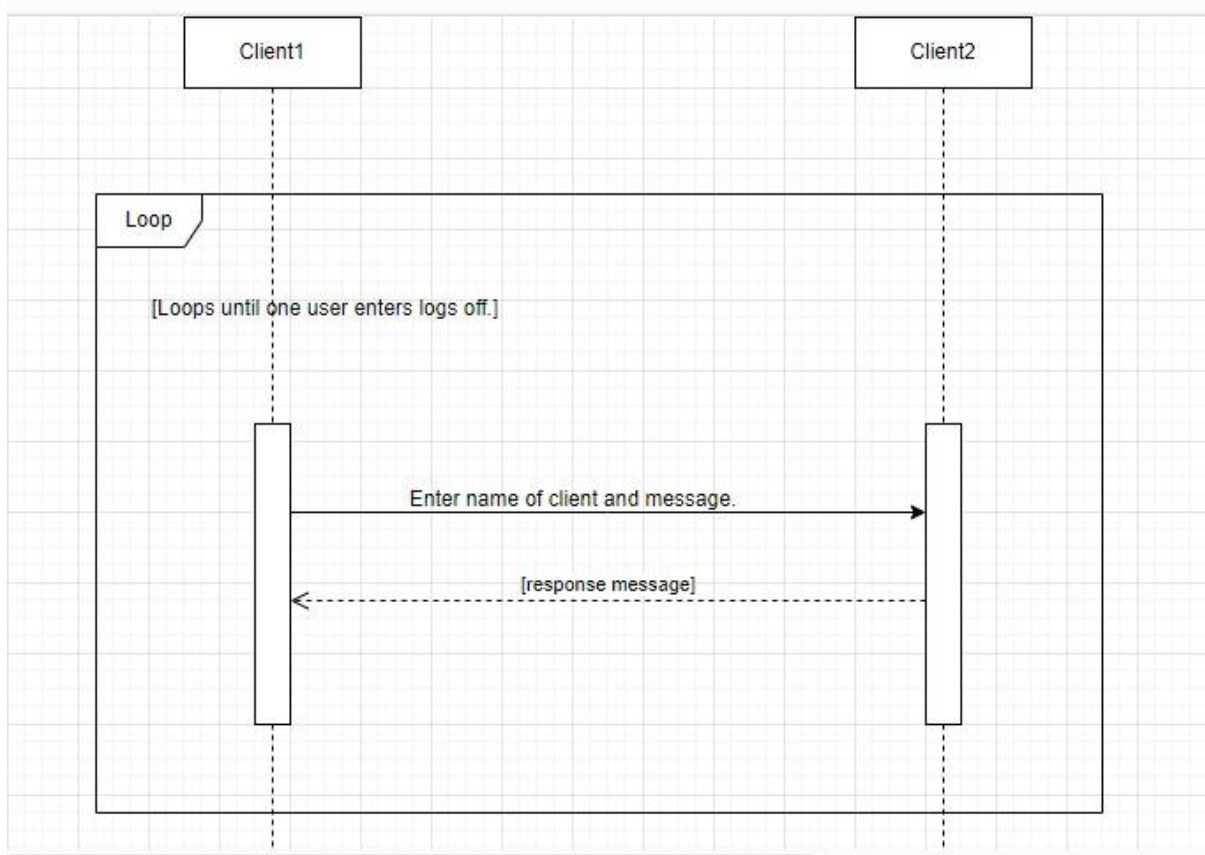 Client1
Client2
Loop
[Loops until one user enters logs off.]
Enter name of client and message.
[response message]